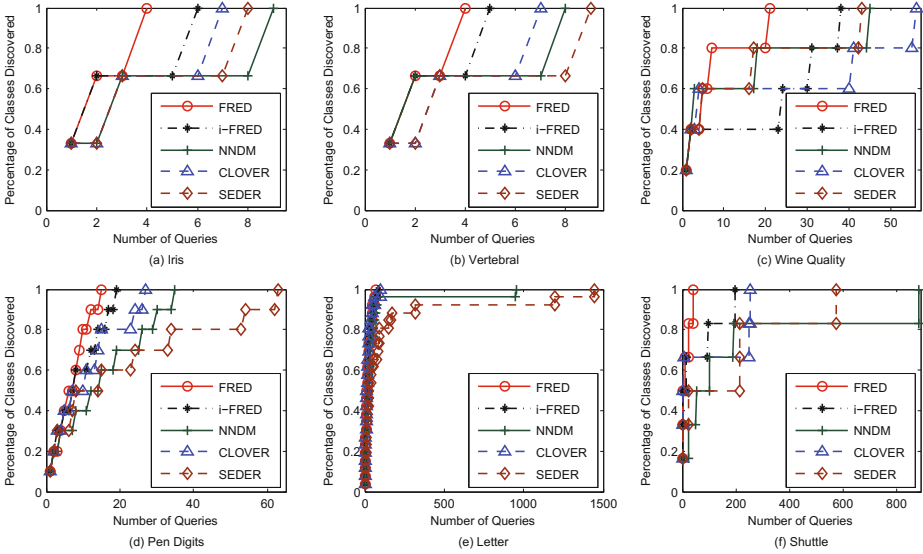 Percentage of Classes Discovered
1
0.8
0.6
0.4
0.2
0
2 4 6 8
Number of Queries
(a) Iris
FRED
i-FRED
NNDM
CLOVER
SEDER
Percentage of Classes Discovered
1
0.8
0.6
0.4
0.2
0
2 4 6 8
Number of Queries
(b) Vertebral
FRED
i-FRED
NNDM
CLOVER
SEDER
Percentage of Classes Discovered
1
0.8
0.6
0.4
0.2
0
0 10 20 30 40 50
Number of Queries
(c) Wine Quality
FRED
i-FRED
NNDM
CLOVER
SEDER
Percentage of Classes Discovered
1
0.8
0.6
0.4
0.2
0
0 20 40 60
Number of Queries
(d) Pen Digits
FRED
i-FRED
NNDM
CLOVER
SEDER
Percentage of Classes Discovered
1
0.8
0.6
0.4
0.2
0
0 500 1000 1500
Number of Queries
(e) Letter
FRED
i-FRED
NNDM
CLOVER
SEDER
Percentage of Classes Discovered
1
0.8
0.6
0.4
0.2
0
0 200 400 600 800
Number of Queries
(f) Shuttle
FRED
i-FRED
NNDM
CLOVER
SEDER